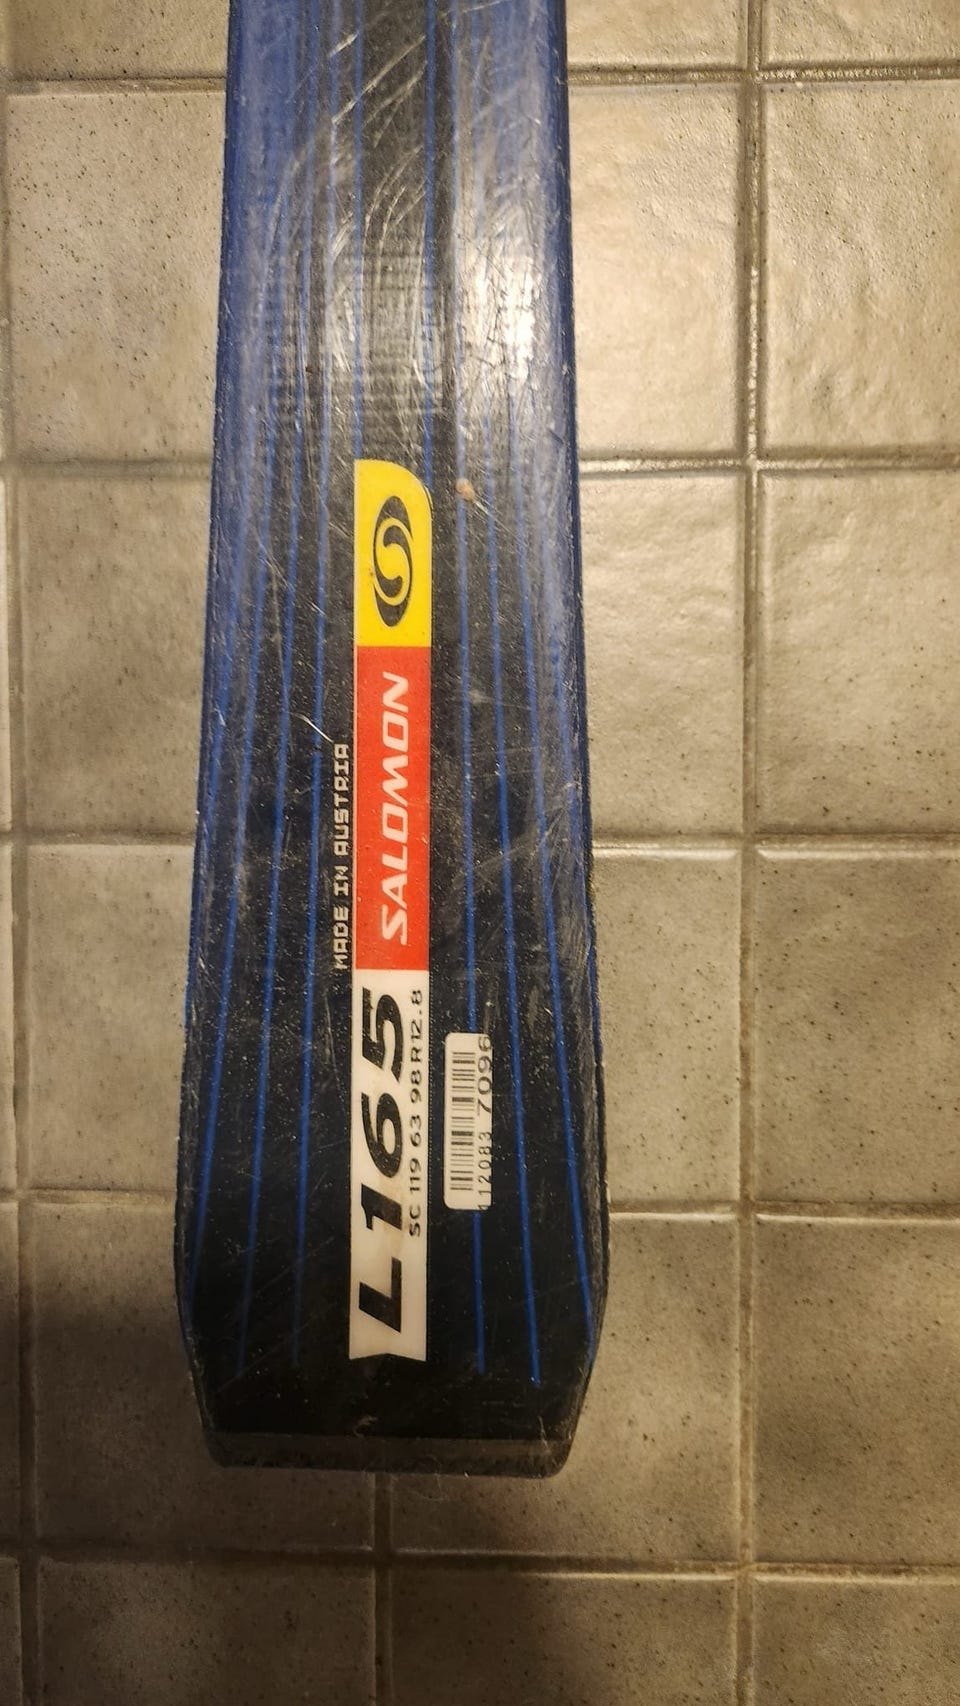 MADE IN AUSTRIA
SALOMON
L165
SC 119 63 98 R12.8
112083 7096